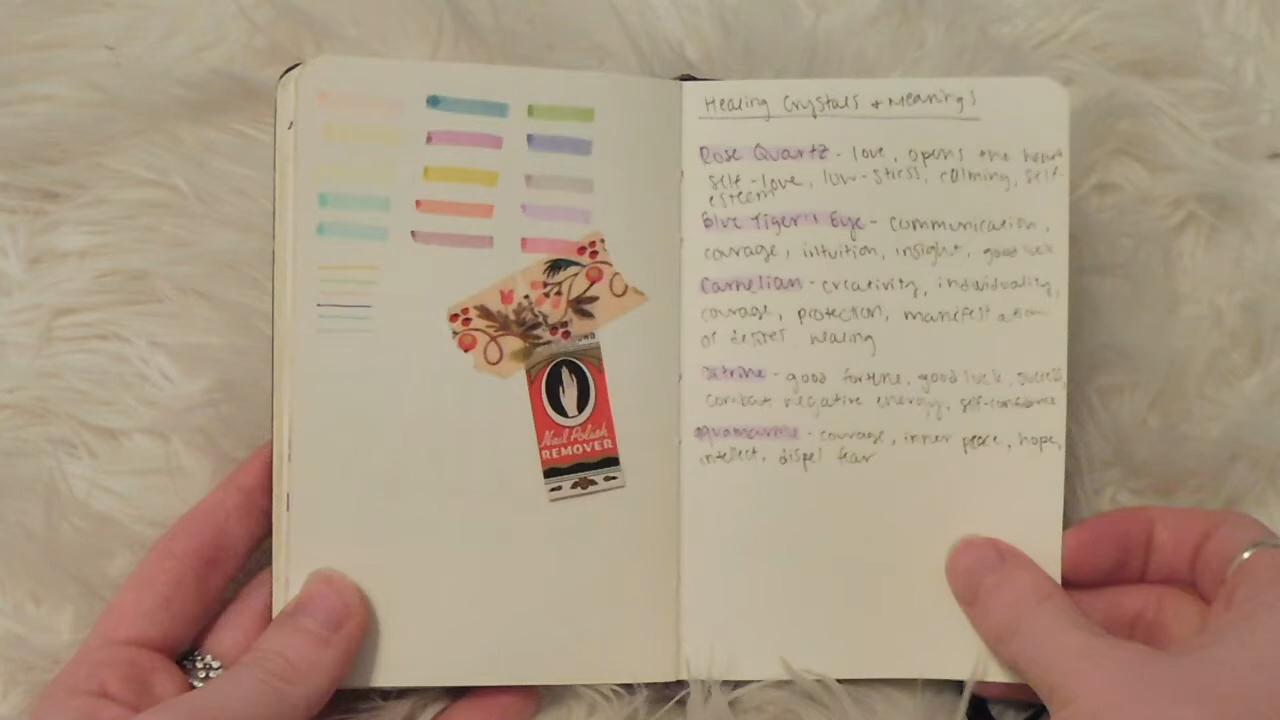 Nail Polish
REMOVER
Healing Crystals + Meanings
Rose Quartz - love, opens the heart
self-love, low-stress, calming, self-
esteem
Blue Tiger's Eye - communication,
courage, intuition, insight, good luck
Carnelian - creativity, individuality,
courage, protection, manifestation
of desires healing
Citrine - good fortune, good luck, success,
combat negative energy, self-confidence
Aquamarine - courage, inner peace, hope,
intellect, dispel fear